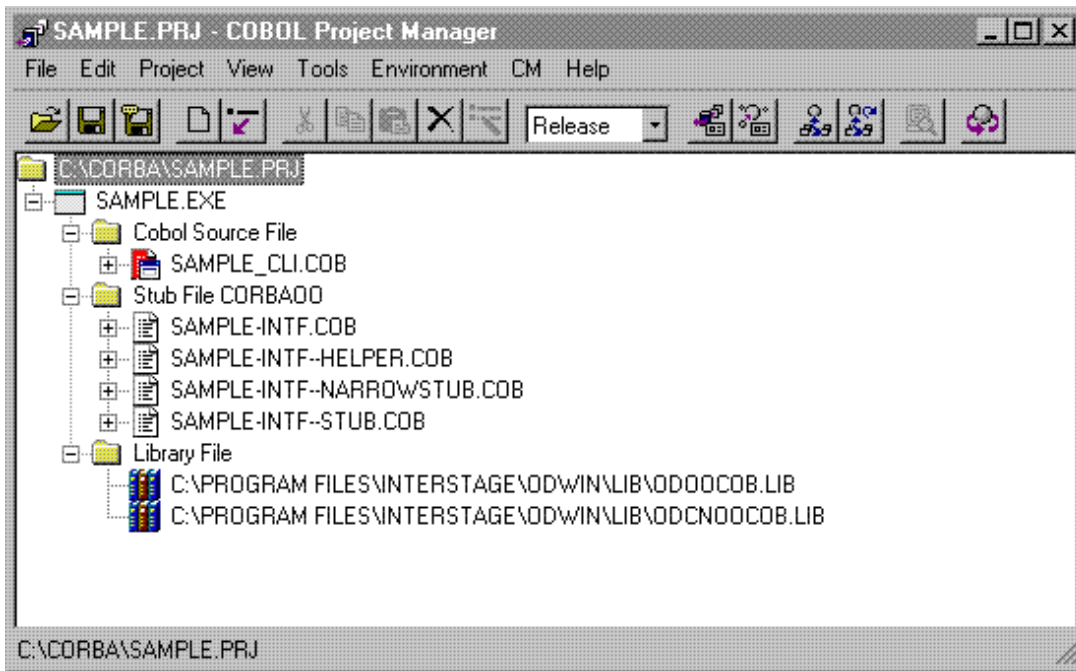 SAMPLE.PRJ - COBOL Project Manager
File Edit Project View Tools Environment CM Help
Release
C:\CORBA\SAMPLE.PRJ
SAMPLE.EXE
Cobol Source File
SAMPLE_CLI.COB
Stub File CORBAOO
SAMPLE-INTF.COB
SAMPLE-INTF--HELPER.COB
SAMPLE-INTF--NARROWSTUB.COB
SAMPLE-INTF--STUB.COB
Library File
C:\PROGRAM FILES\INTERSTAGE\ODWIN\LIB\ODOOCOB.LIB
C:\PROGRAM FILES\INTERSTAGE\ODWIN\LIB\ODCNOOCOB.LIB
C:\CORBA\SAMPLE.PRJ